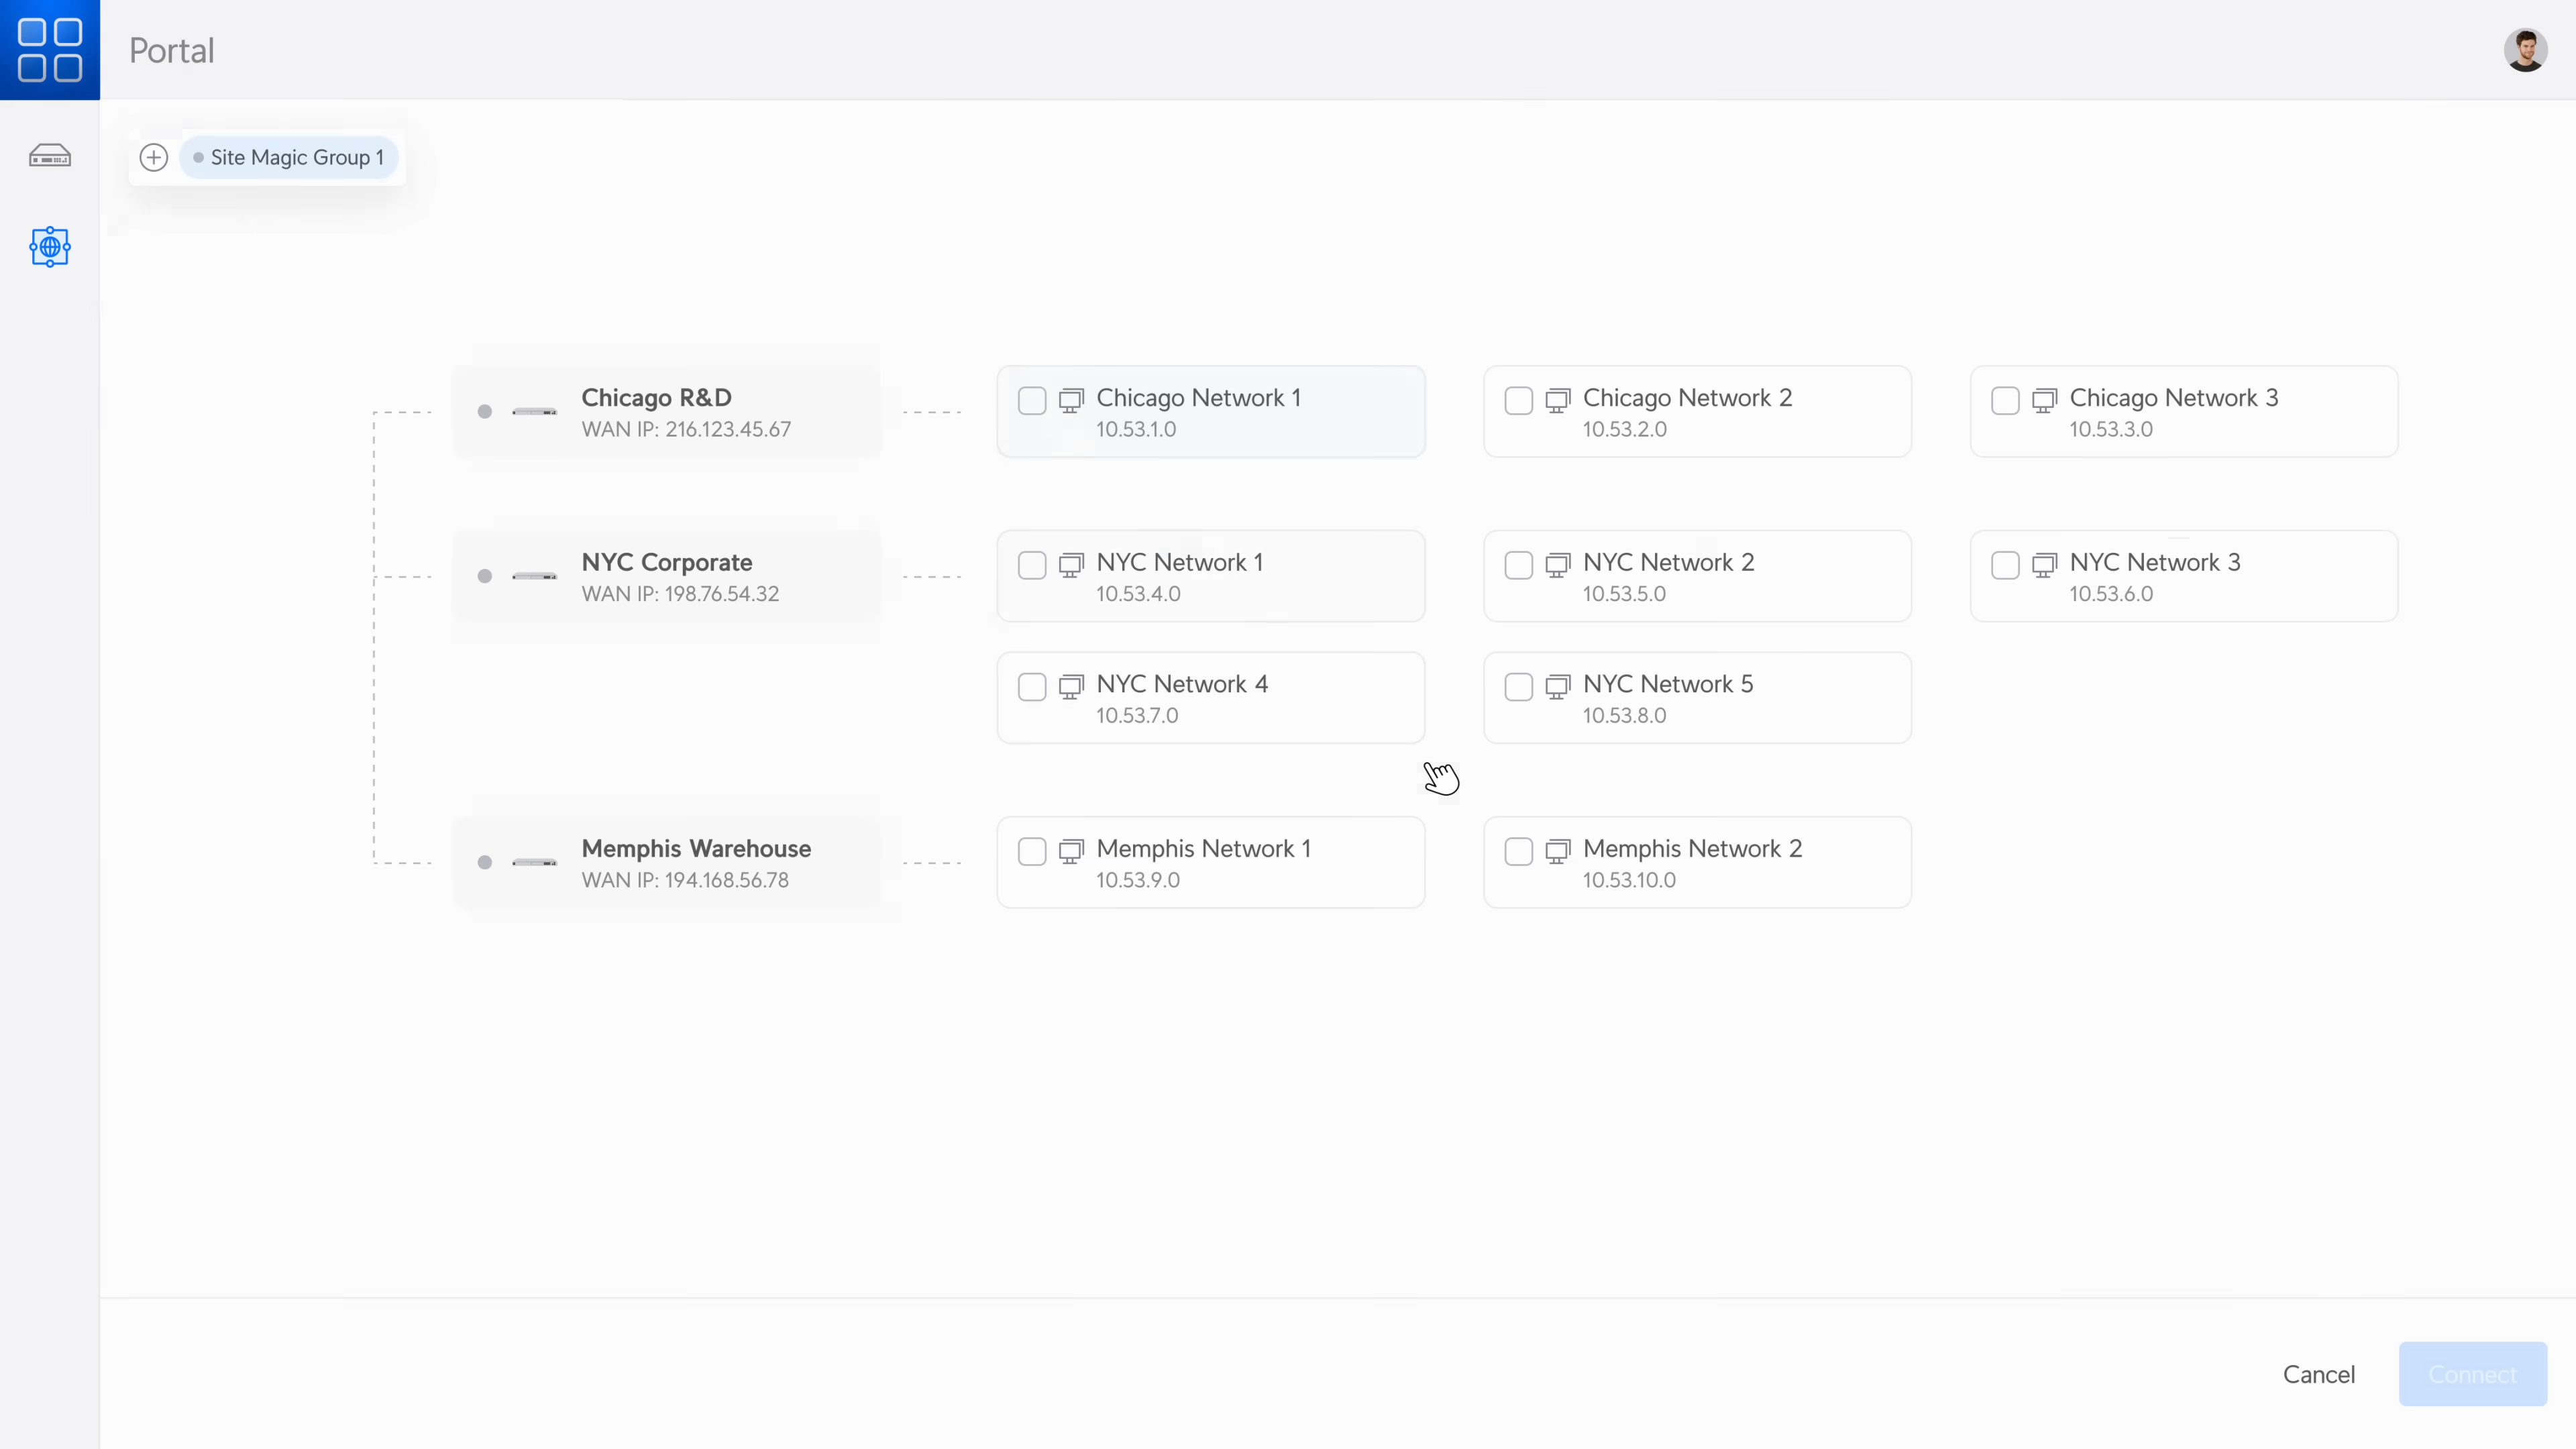 Portal
Site Magic Group 1
Chicago R&D
WAN IP: 216.123.45.67
Chicago Network 1
10.53.1.0
Chicago Network 2
10.53.2.0
Chicago Network 3
10.53.3.0
NYC Corporate
WAN IP: 198.76.54.32
NYC Network 1
10.53.4.0
NYC Network 2
10.53.5.0
NYC Network 3
10.53.6.0
NYC Network 4
10.53.7.0
NYC Network 5
10.53.8.0
Memphis Warehouse
WAN IP: 194.168.56.78
Memphis Network 1
10.53.9.0
Memphis Network 2
10.53.10.0
Cancel
Connect